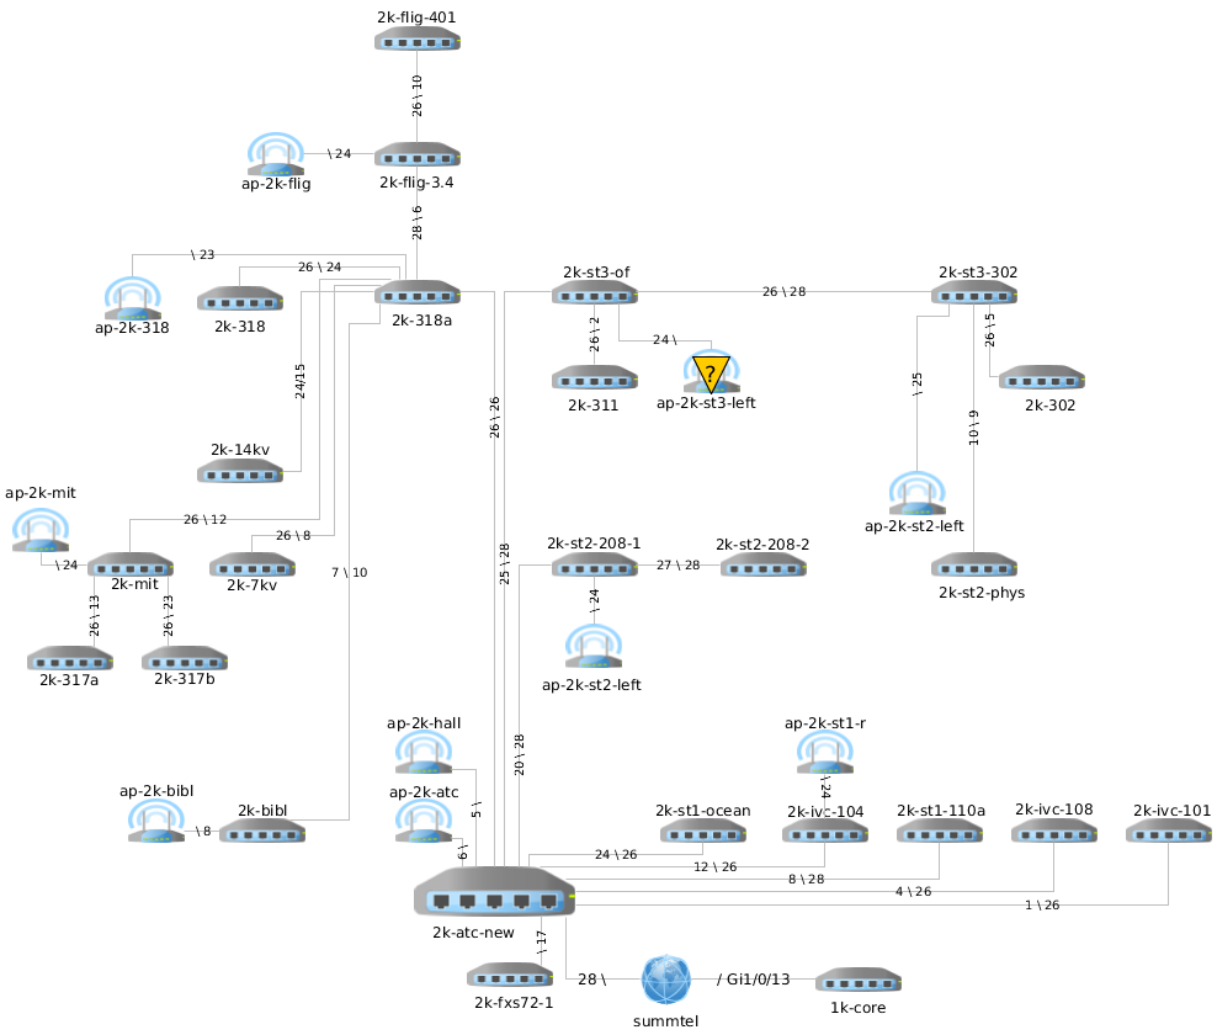 2k-flig-401
26 \ 10
\ 24
ap-2k-flig
2k-flig-3.4
28 \ 6
\ 23
26 \ 24
ap-2k-318
2k-318
2k-318a
2k-st3-of
26 \ 28
2k-st3-302
26 \ 2
24 \
?
2k-311
ap-2k-st3-left
\ 25
26 \ 5
2k-302
24/15
26 \ 26
10 \ 9
2k-14kv
ap-2k-mit
26 \ 12
26 \ 8
\ 24
2k-mit
2k-7kv
7 \ 10
25 \ 28
2k-st2-208-1
27 \ 28
2k-st2-208-2
ap-2k-st2-left
2k-st2-phys
26 \ 13
26 \ 23
\ 24
2k-317a
2k-317b
ap-2k-st2-left
ap-2k-hall
20 \ 28
ap-2k-st1-r
ap-2k-bibl
ap-2k-atc
5 \
\ 24
\ 8
2k-bibl
6 \
2k-st1-ocean
2k-ivc-104
2k-st1-110a
2k-ivc-108
2k-ivc-101
24 \ 26
12 \ 26
8 \ 28
4 \ 26
1 \ 26
2k-atc-new
\ 17
28 \
/ Gi1/0/13
2k-fxs72-1
summtel
1k-core